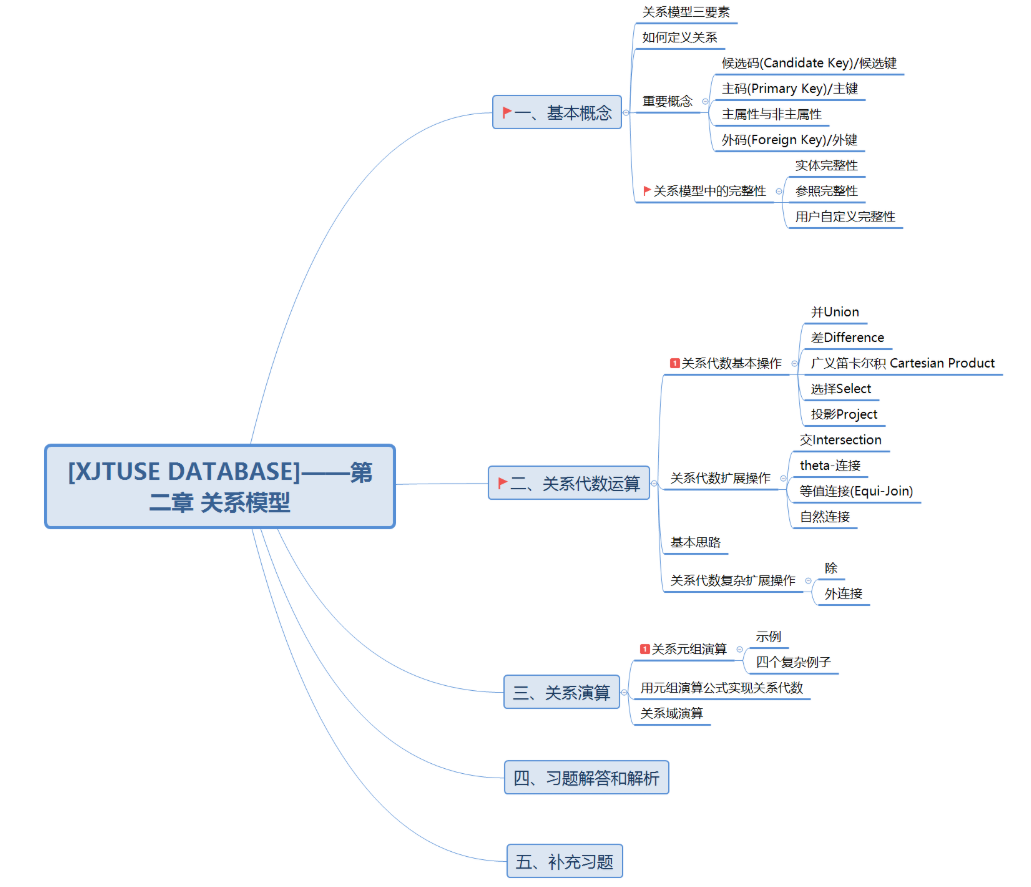 [XJTUSE DATABASE]——第
二章 关系模型
一、基本概念
关系模型三要素
如何定义关系
重要概念
候选码(Candidate Key)/候选键
主码(Primary Key)/主键
主属性与非主属性
外码(Foreign Key)/外键
关系模型中的完整性
实体完整性
参照完整性
用户自定义完整性
二、关系代数运算
1 关系代数基本操作
并Union
差Difference
广义笛卡尔积 Cartesian Product
选择Select
投影Project
关系代数扩展操作
交Intersection
theta-连接
等值连接(Equi-Join)
自然连接
基本思路
关系代数复杂扩展操作
除
外连接
三、关系演算
1 关系元组演算
示例
四个复杂例子
用元组演算公式实现关系代数
关系域演算
四、习题解答和解析
五、补充习题